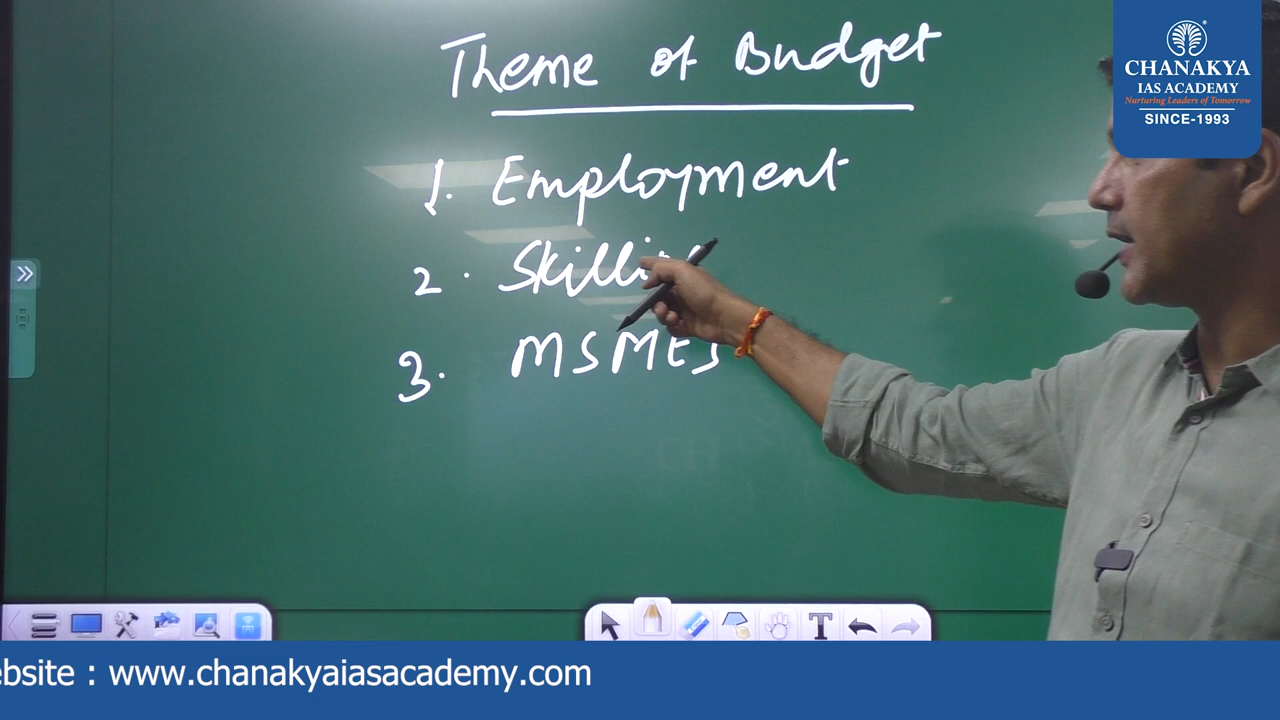 Theme of Budget
1. Employment
2. Skilling
3. MSMES
CHANAKYA
IAS ACADEMY
Nurturing Leaders of Tomorrow
SINCE-1993
T
ebsite : www.chanakyaiasacademy.com